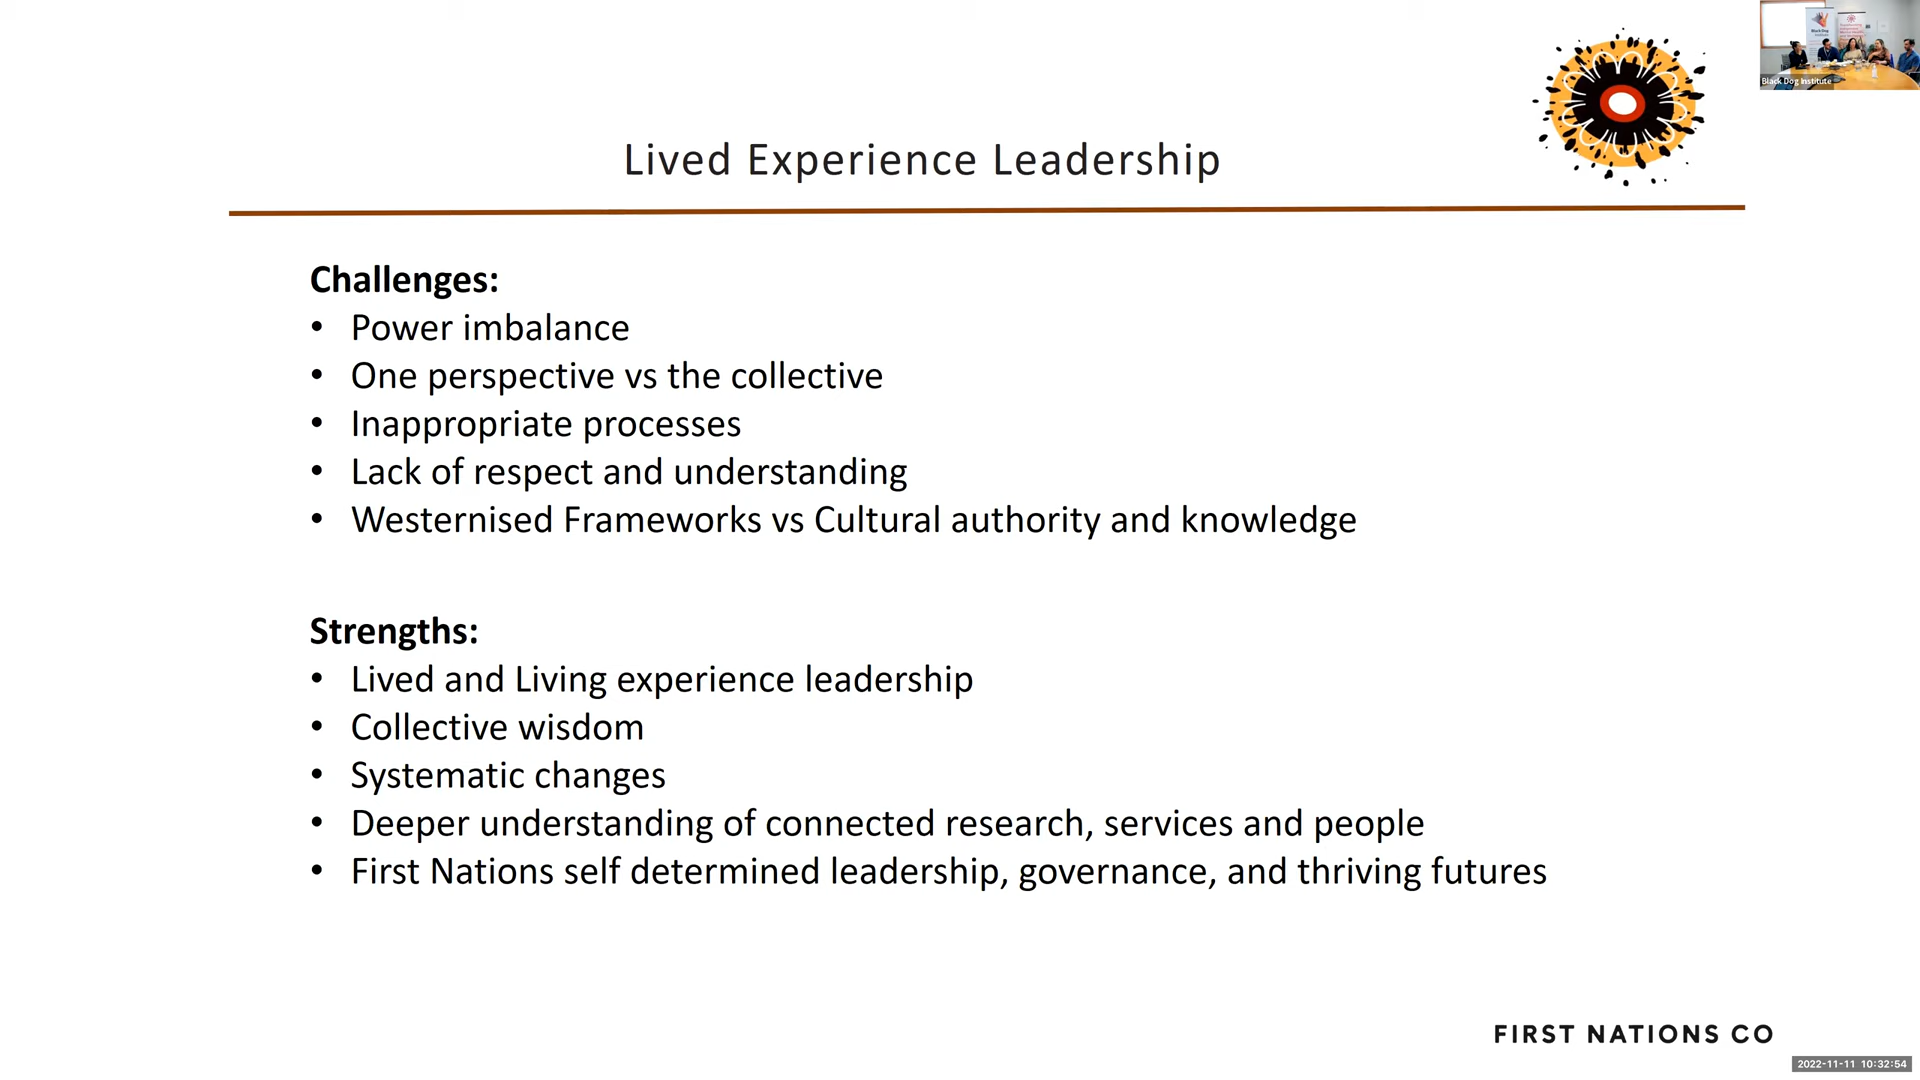 Black Dog Institute
Lived Experience Leadership
Challenges:
• Power imbalance
• One perspective vs the collective
• Inappropriate processes
• Lack of respect and understanding
• Westernised Frameworks vs Cultural authority and knowledge
Strengths:
• Lived and Living experience leadership
• Collective wisdom
• Systematic changes
• Deeper understanding of connected research, services and people
• First Nations self determined leadership, governance, and thriving futures
FIRST NATIONS CO
2022-11-11 10:32:54